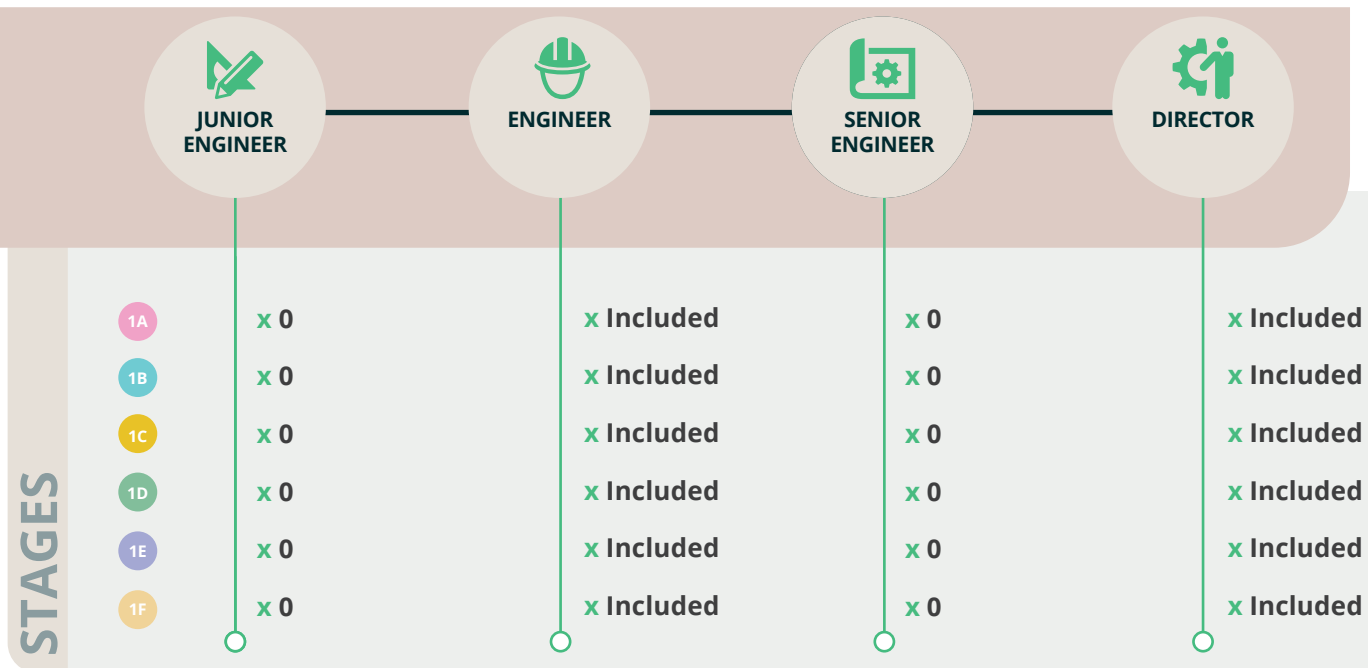 JUNIOR
ENGINEER
ENGINEER
SENIOR
ENGINEER
DIRECTOR
STAGES
1A x 0 x Included x 0 x Included
1B x 0 x Included x 0 x Included
1C x 0 x Included x 0 x Included
1D x 0 x Included x 0 x Included
1E x 0 x Included x 0 x Included
1F x 0 x Included x 0 x Included